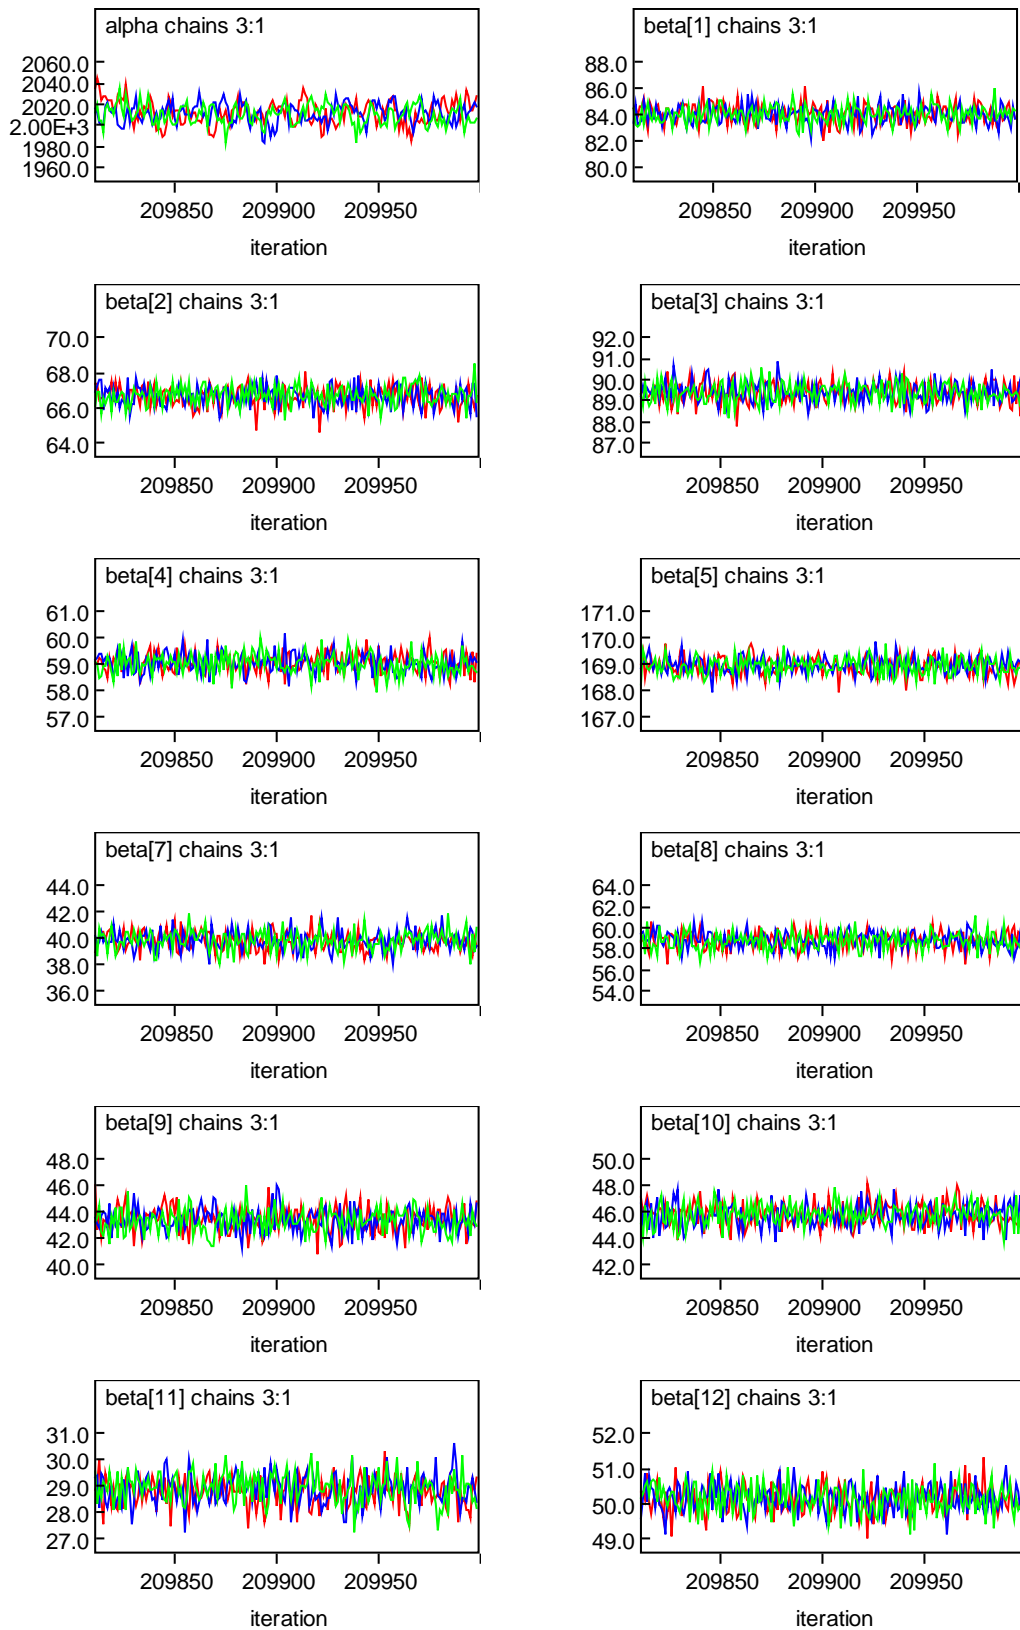 alpha chains 3:1
2060.0
2040.0
2020.0
2.00E+3
1980.0
1960.0
209850 209900 209950
iteration
beta[1] chains 3:1
88.0
86.0
84.0
82.0
80.0
209850 209900 209950
iteration
beta[2] chains 3:1
70.0
68.0
66.0
64.0
209850 209900 209950
iteration
beta[3] chains 3:1
92.0
91.0
90.0
89.0
88.0
87.0
209850 209900 209950
iteration
beta[4] chains 3:1
61.0
60.0
59.0
58.0
57.0
209850 209900 209950
iteration
beta[5] chains 3:1
171.0
170.0
169.0
168.0
167.0
209850 209900 209950
iteration
beta[7] chains 3:1
44.0
42.0
40.0
38.0
36.0
209850 209900 209950
iteration
beta[8] chains 3:1
64.0
62.0
60.0
58.0
56.0
54.0
209850 209900 209950
iteration
beta[9] chains 3:1
48.0
46.0
44.0
42.0
40.0
209850 209900 209950
iteration
beta[10] chains 3:1
50.0
48.0
46.0
44.0
42.0
209850 209900 209950
iteration
beta[11] chains 3:1
31.0
30.0
29.0
28.0
27.0
209850 209900 209950
iteration
beta[12] chains 3:1
52.0
51.0
50.0
49.0
209850 209900 209950
iteration